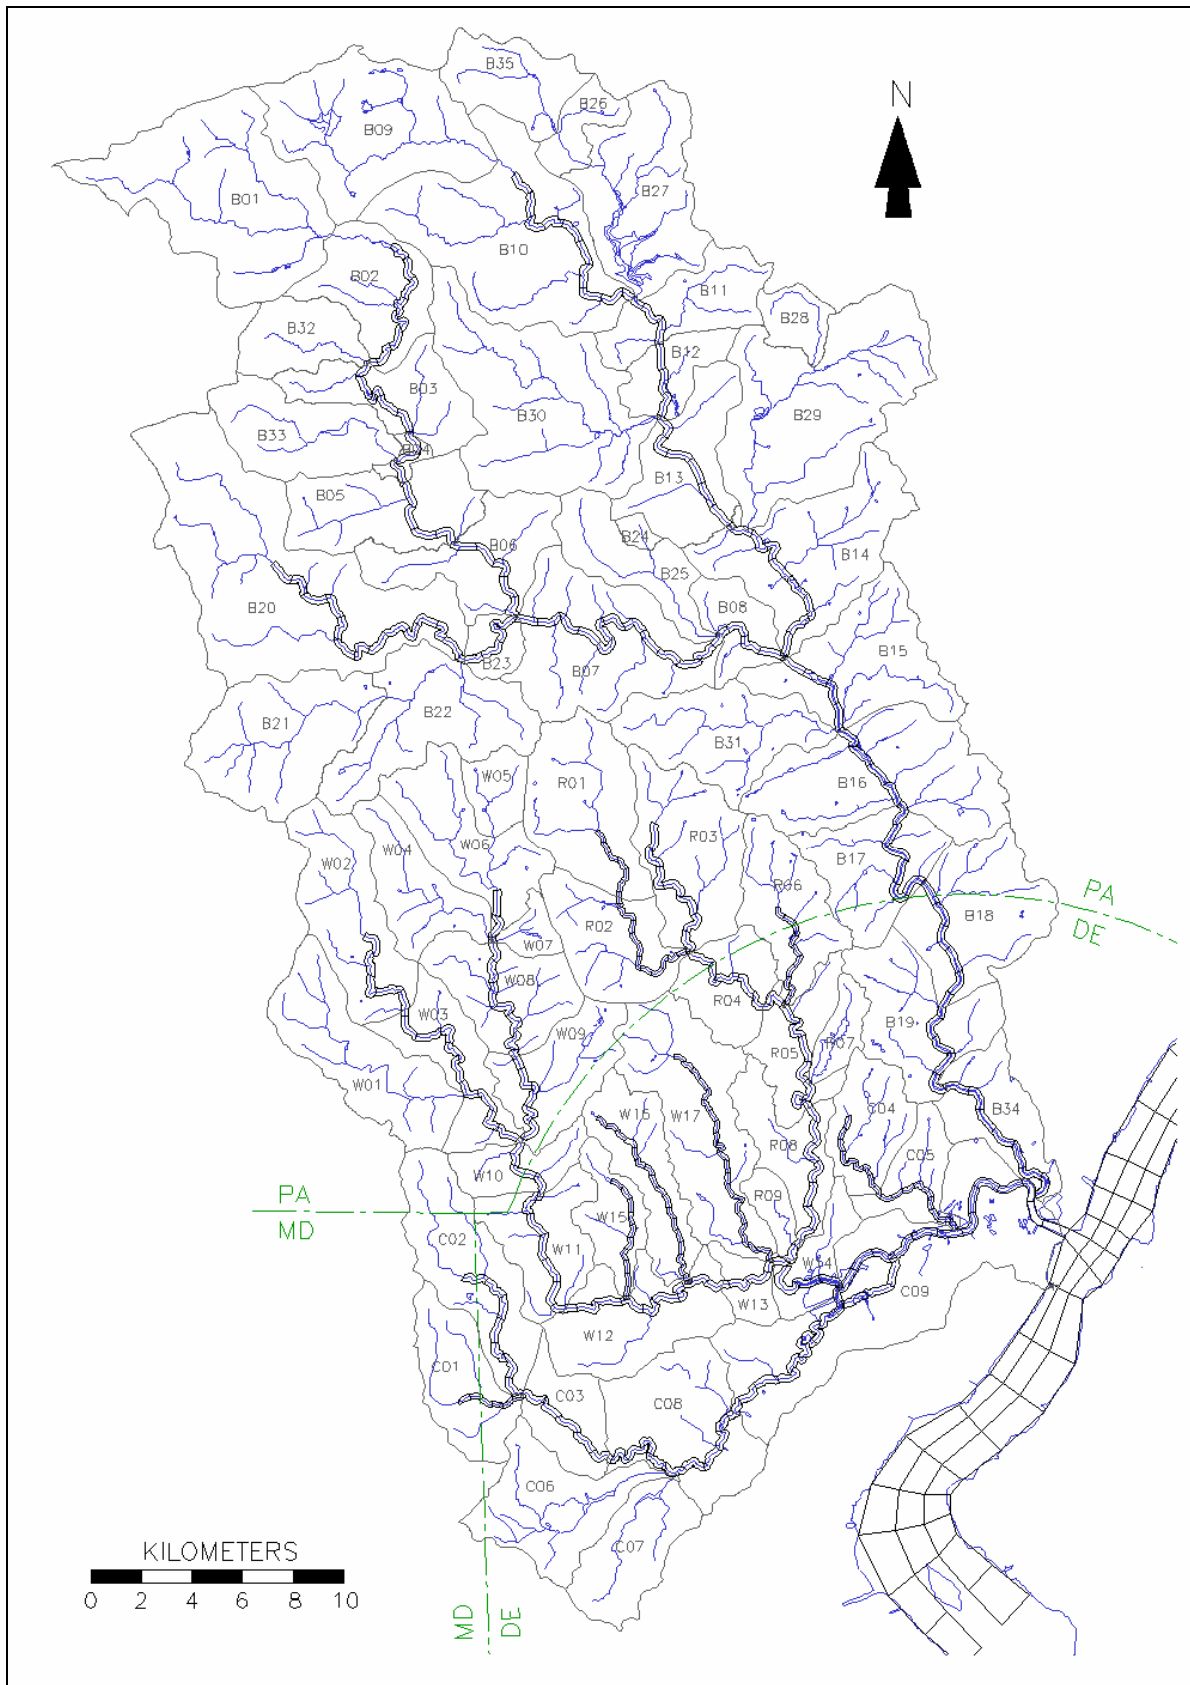 B35
N
B26
B09
B27
B01
B10
B02
B11
B28
B32
B12
B03
B30
B29
B33
B04
B13
B05
B24
B06
B14
B25
B20
B08
B15
B23
B07
B21
B22
B31
W05
R01
B16
R03
W06
W04
W02
B17
R06
PA
DE
B18
R02
W07
W08
R04
W03
W09
B19
R07
R05
W01
W16
W17
C04
B34
R08
C05
W10
PA
MD
R09
W15
C02
W11
W14
C09
W13
W12
C01
C03
C08
C06
C07
KILOMETERS
0 2 4 6 8 10
MD
DE